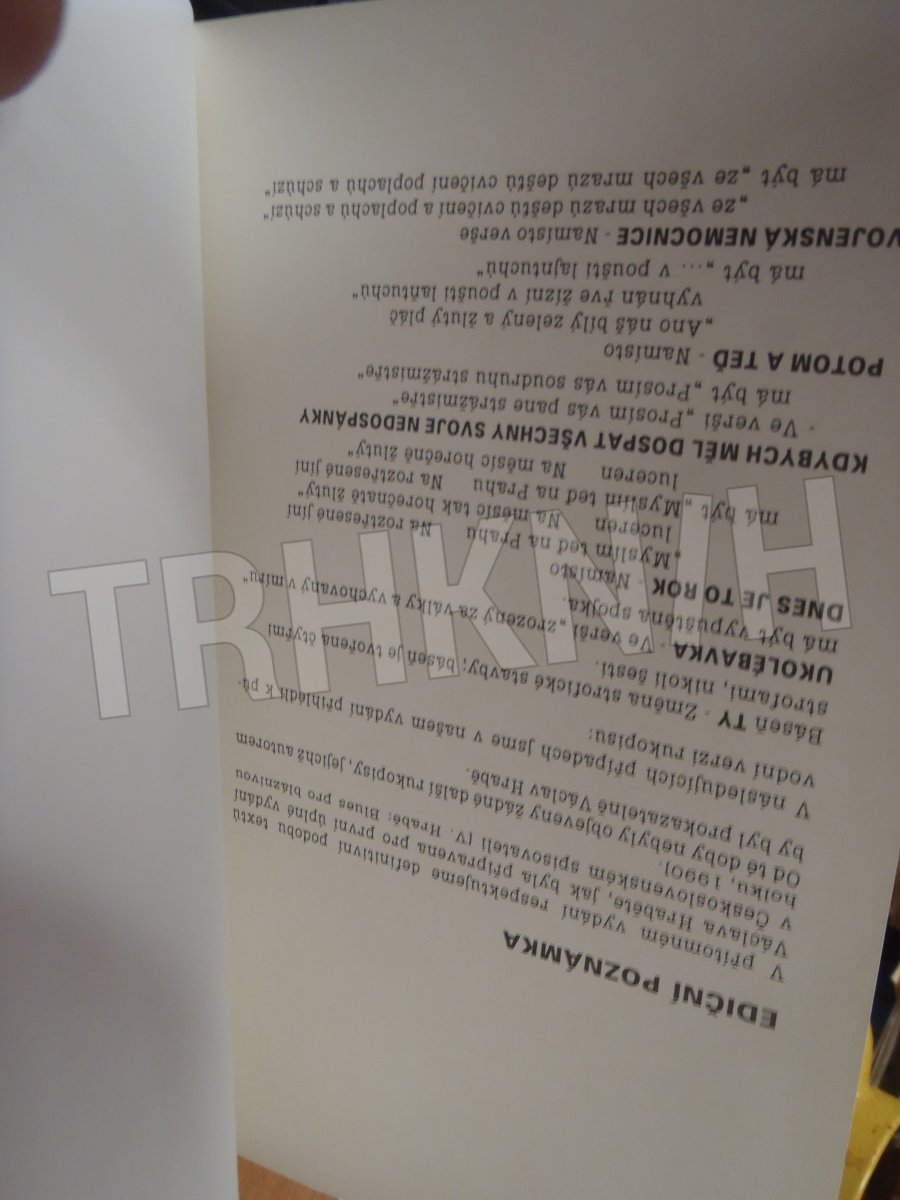 EDIČNÍ POZNÁMKA
V přítomném vydání respektujeme definitivní podobu textů
Václava Hraběte, jak byla připravena pro první úplné vydání
v Československém spisovateli (V. Hrabě: Blues pro bláznivou
holku, 1990).
Od té doby nebyly objeveny žádné další rukopisy, jejichž autorem
by byl prokazatelně Václav Hrabě.
V následujících případech jsme v našem vydání přihlédli k pů-
vodní verzi rukopisu:
Báseň TY - Změna strofické stavby; báseň je tvořena čtyřmi
strofami, nikoli šesti.
UKOLÉBAVKA - Ve verši „zrozený za války a vychovaný v míru“
má být vypuštěna spojka.
DNES JE TO ROK - Namísto
„Myslím teď na Prahu Na roztřesené jíní
luceren Na měsíc tak horečnatě žlutý“
má být „Myslím teď na Prahu Na roztřesené jíní
luceren Na měsíc horečně žlutý“
KDYBYCH MĚL DOSPAT VŠECHNY SVOJE NEDOSPÁNKY
- Ve verši „Prosím vás pane strážmistře“
má být „Prosím vás soudruhu strážmistře“
POTOM A TEĎ - Namísto
„Ano náš bílý zelený a žlutý pláč
vyhnán řve žízní v poušti laňtuchů“
má být „... v poušti lajntuchů“
VOJENSKÁ NEMOCNICE - Namísto verše
„ze všech mrazů deštů cvičení a poplachů a schůzí“
má být „ze všech mrazů deštů cvičení poplachů a schůzí“
TRHKNIH